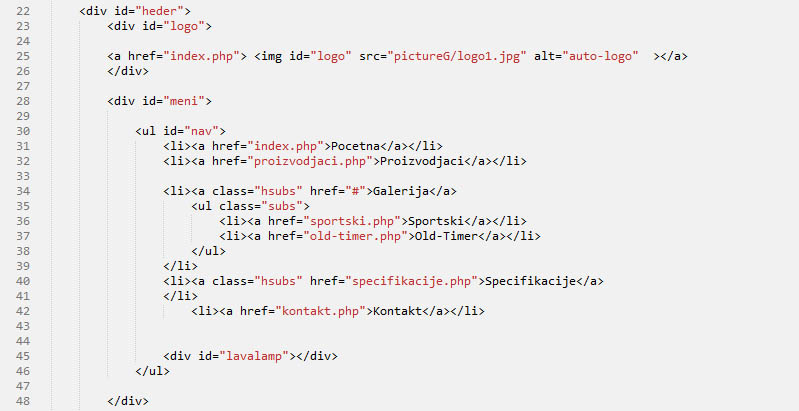 22 <div id="heder">
23 <div id="logo">
24
25 <a href="index.php"> <img id="logo" src="pictureG/logo1.jpg" alt="auto-logo" ></a>
26 </div>
27
28 <div id="meni">
29
30 <ul id="nav">
31 <li><a href="index.php">Pocetna</a></li>
32 <li><a href="proizvodjaci.php">Proizvodjaci</a></li>
33
34 <li><a class="hsubs" href="#">Galerija</a>
35 <ul class="subs">
36 <li><a href="sportski.php">Sportski</a></li>
37 <li><a href="old-timer.php">Old-Timer</a></li>
38 </ul>
39 </li>
40 <li><a class="hsubs" href="specifikacije.php">Specifikacije</a>
41 </li>
42 <li><a href="kontakt.php">Kontakt</a></li>
43
44
45 <div id="lavalamp"></div>
46 </ul>
47
48 </div>